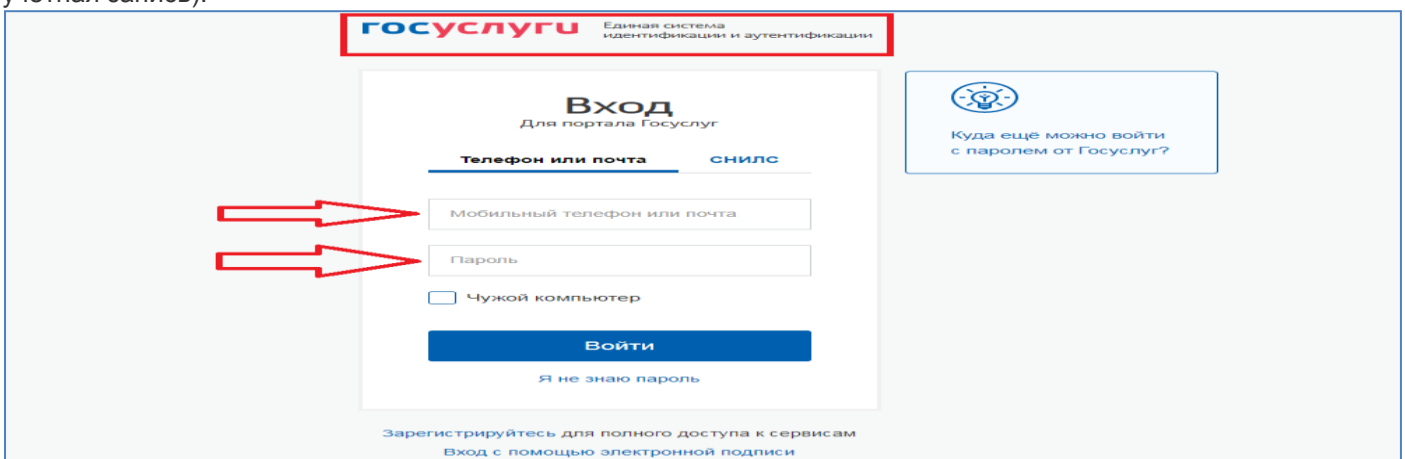 учетная запись).
госуслуги Единая система
идентификации и аутентификации
Вход
Для портала Госуслуг
Телефон или почта СНИЛС
Куда ещё можно войти
с паролем от Госуслуг?
Мобильный телефон или почта
Пароль
Чужой компьютер
Войти
Я не знаю пароль
Зарегистрируйтесь для полного доступа к сервисам
Вход с помощью электронной подписи